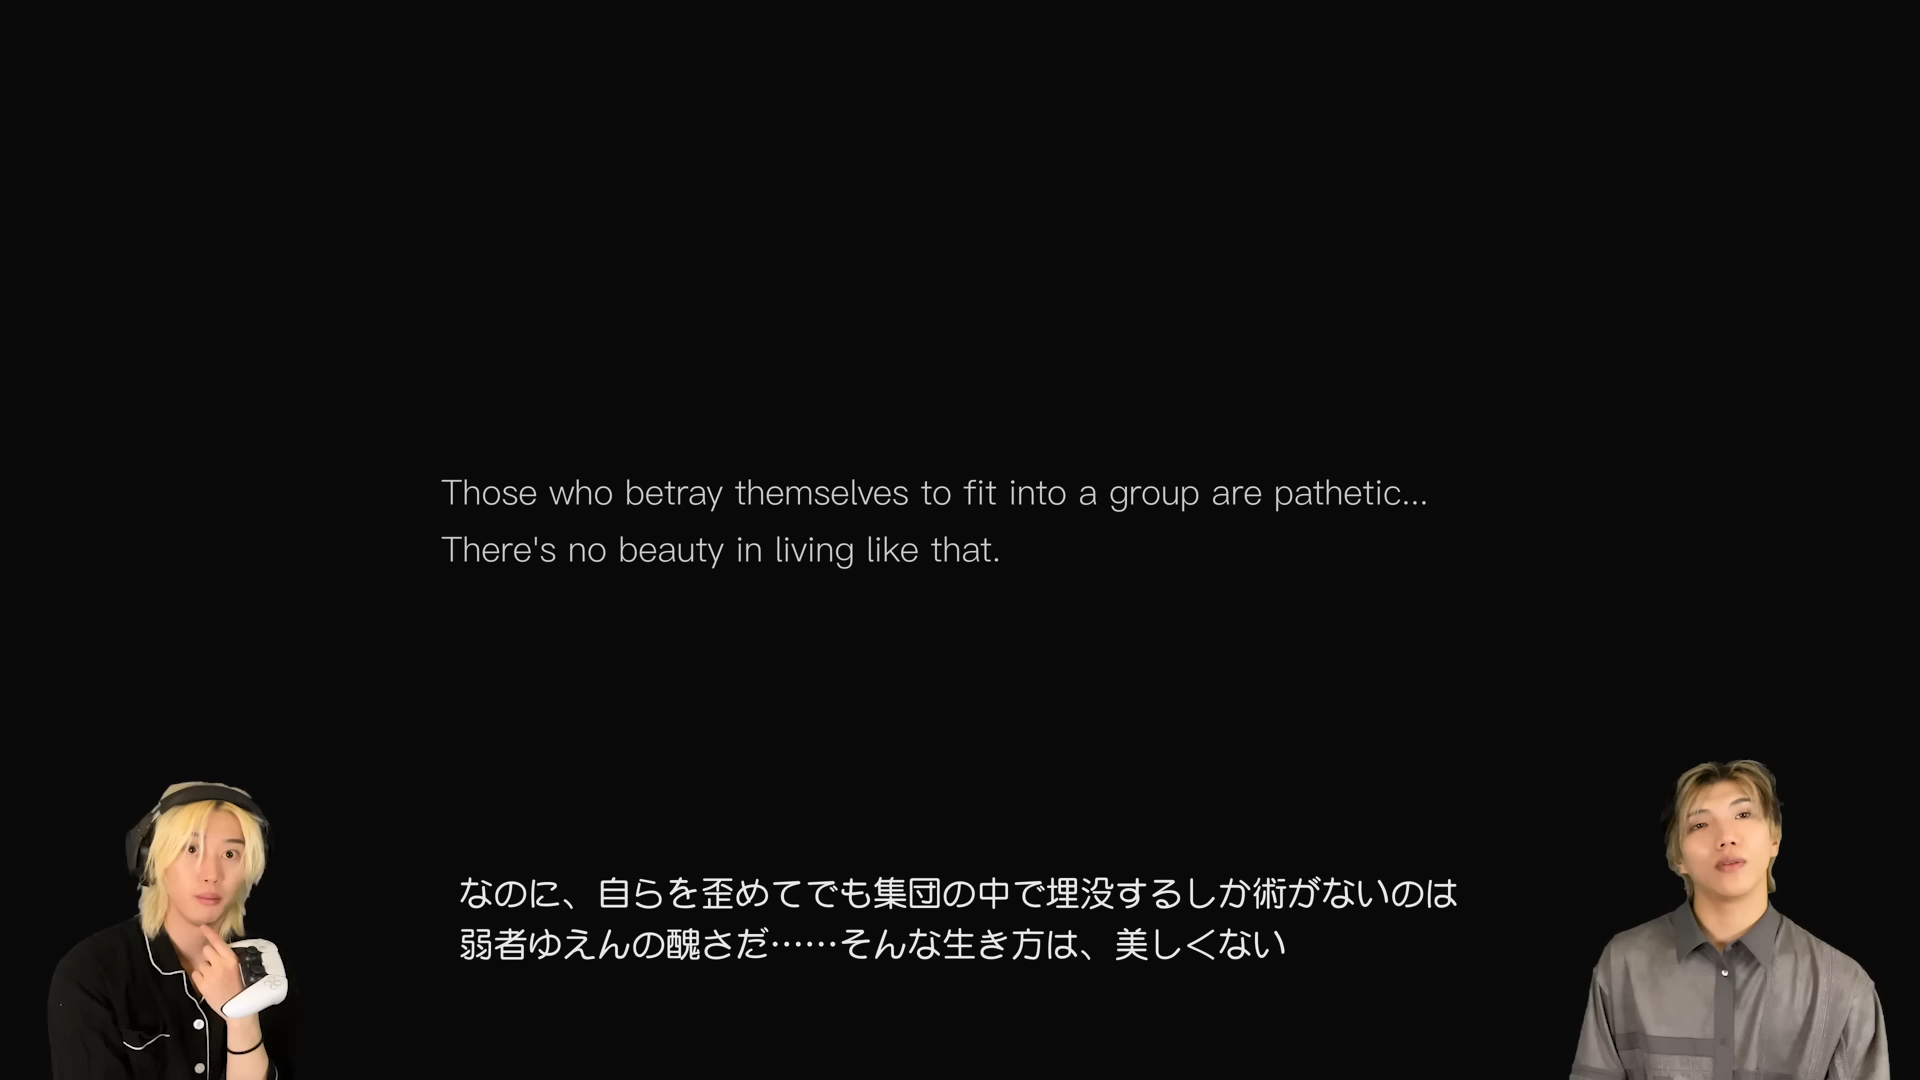 Those who betray themselves to fit into a group are pathetic...
There's no beauty in living like that.
なのに、自らを歪めてでも集団の中で埋没するしか術がないのは
弱者ゆえんの醜さだ……そんな生き方は、美しくない